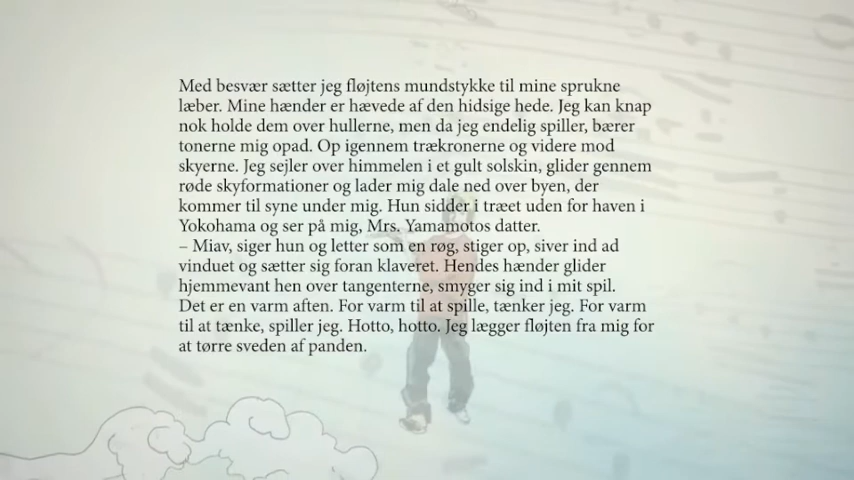 Med besvær sætter jeg fløjtens mundstykke til mine sprukne
læber. Mine hænder er hævede af den hidsige hede. Jeg kan knap
nok holde dem over hullerne, men da jeg endelig spiller, bærer
tonerne mig opad. Op igennem trækronerne og videre mod
skyerne. Jeg sejler over himmelen i et gult solskin, glider gennem
røde skyformationer og lader mig dale ned over byen, der
kommer til syne under mig. Hun sidder i træet uden for haven i
Yokohama og ser på mig, Mrs. Yamamotos datter.
– Miav, siger hun og letter som en røg, stiger op, siver ind ad
vinduet og sætter sig foran klaveret. Hendes hænder glider
hjemmevant hen over tangenterne, smyger sig ind i mit spil.
Det er en varm aften. For varm til at spille, tænker jeg. For varm
til at tænke, spiller jeg. Hotto, hotto. Jeg lægger fløjten fra mig for
at tørre sveden af panden.